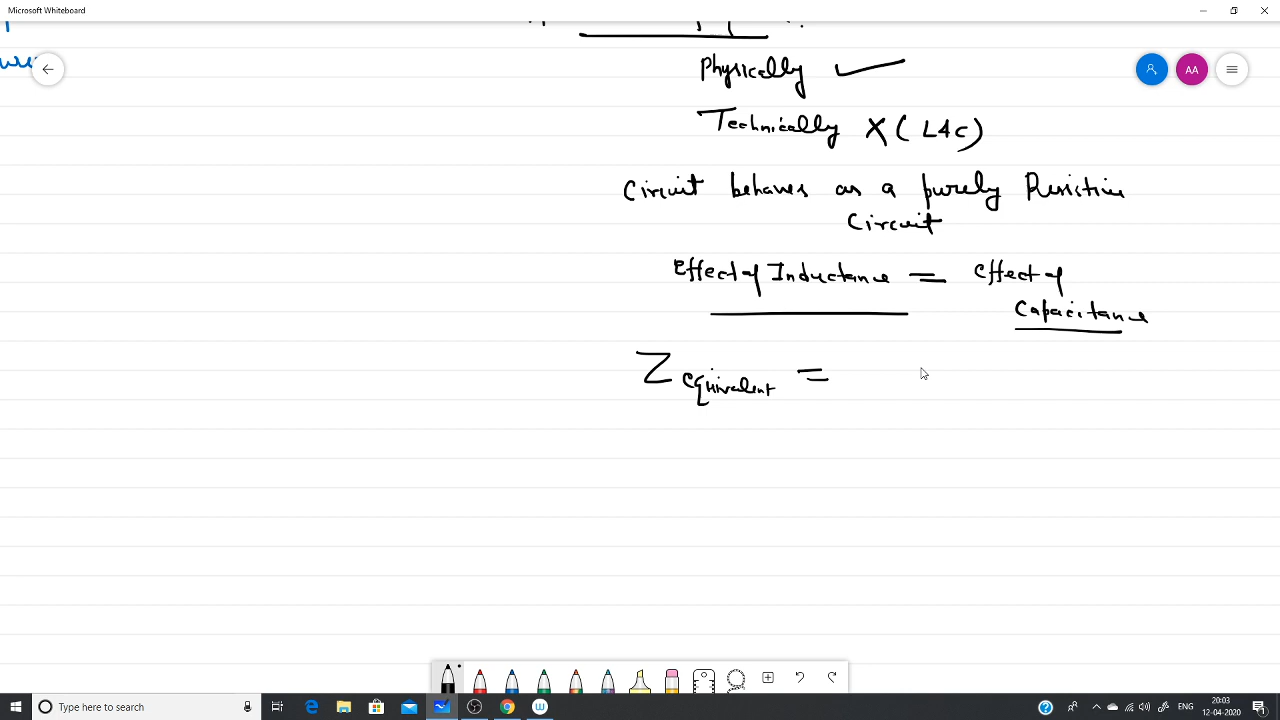 Microsoft Whiteboard
AA
Physically ✓
Technically X ( L&C)
Circuit behaves as a purely Resistive
Circuit
Effect of Inductance = Effect of
Capacitance
Z equivalent =
Type here to search
ENG
20:03
12-04-2020